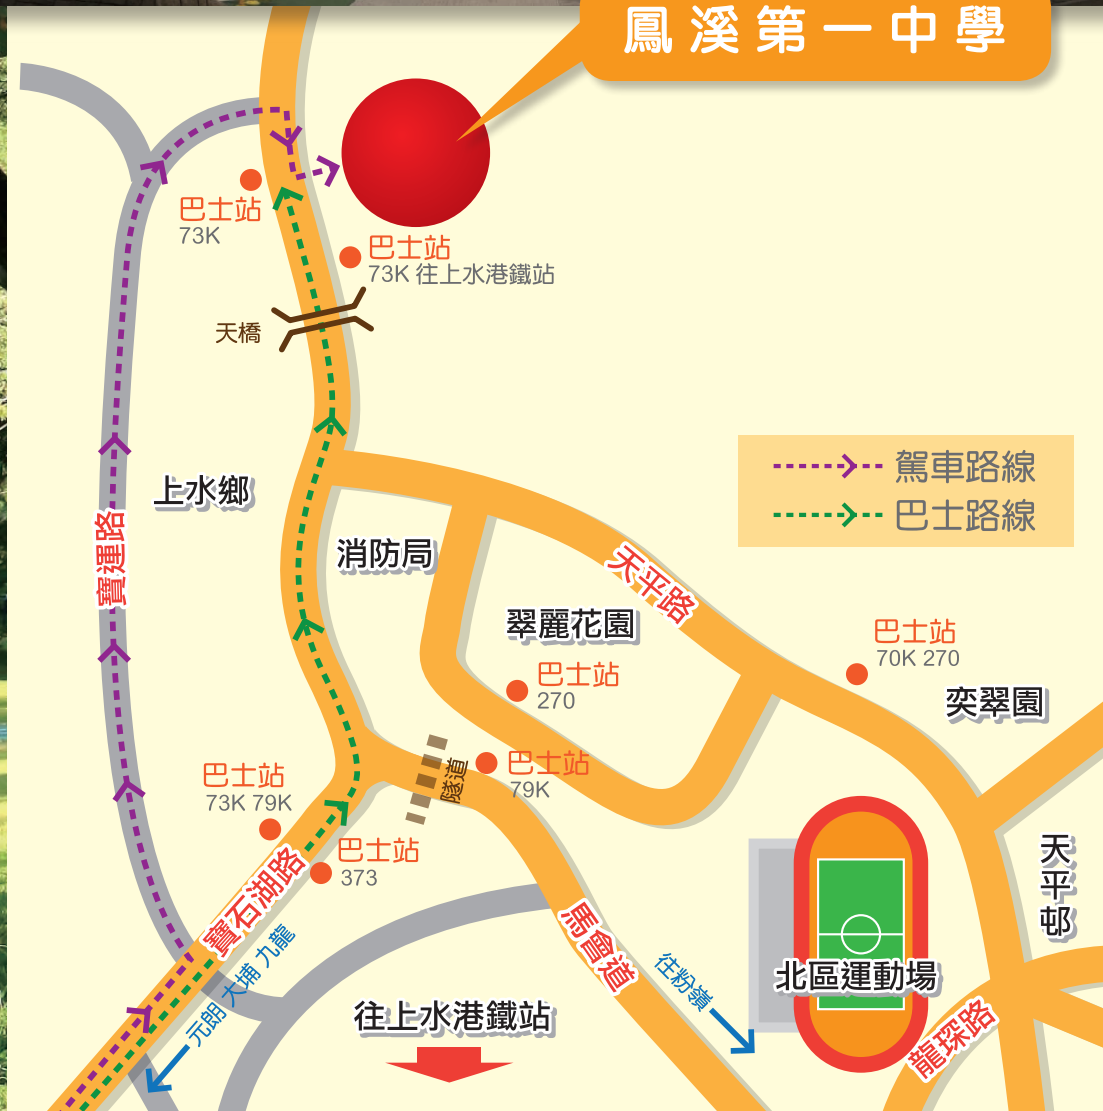 鳳溪第一中學
巴士站
73K
巴士站
73K 往上水港鐵站
天橋
駕車路線
巴士路線
上水鄉
寶運路
消防局
天平路
翠麗花園
巴士站
270
巴士站
70K 270
奕翠園
巴士站
79K
隧道
巴士站
73K 79K
巴士站
373
寶石湖路
元朗 大埔 九龍
馬會道
往粉嶺
往上水港鐵站
北區運動場
天平邨
龍琛路